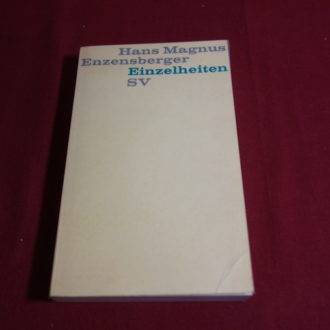 Hans Magnus
Enzensberger
Einzelheiten
SV